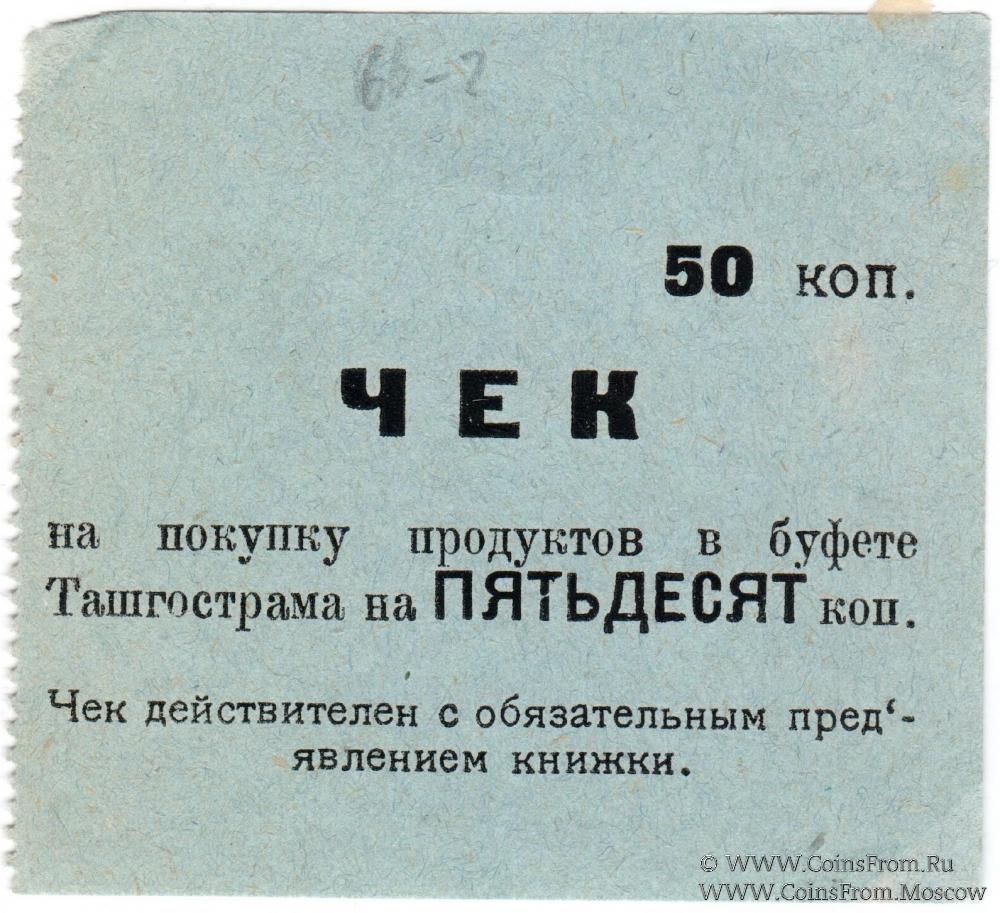 50 коп.
ЧЕК
на покупку продуктов в буфете
Ташгострама на ПЯТЬДЕСЯТ коп.
Чек действителен с обязательным пред‘-
явлением книжки.
© WWW.CoinsFrom.Ru
WWW.CoinsFrom.Moscow